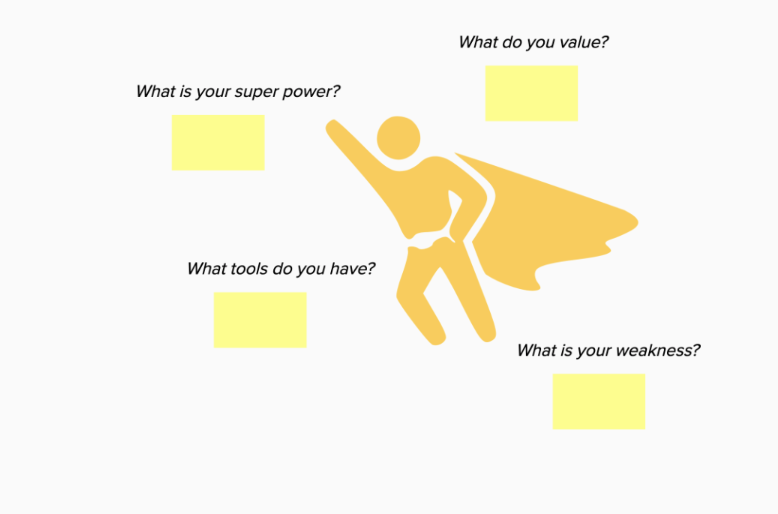 What do you value?
What is your super power?
What tools do you have?
What is your weakness?